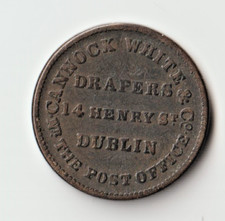 CANNOCK WHITE & Co
DRAPERS
14 HENRY St
DUBLIN
THE POST OFFICE